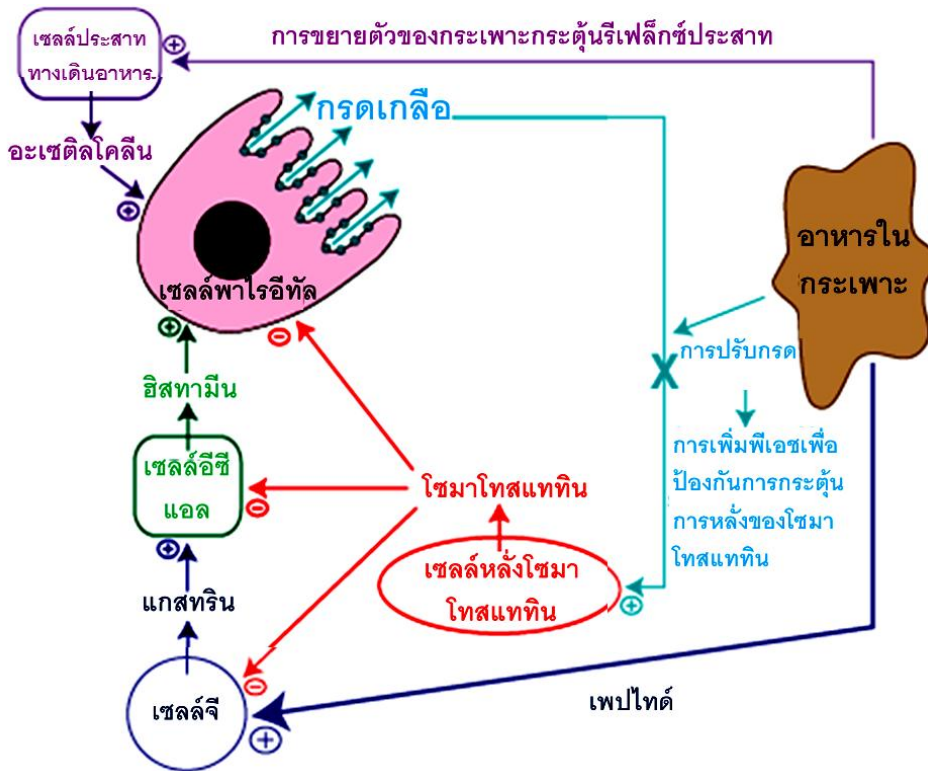 เซลล์ประสาท
ทางเดินอาหาร
การขยายตัวของกระเพาะกระตุ้นรีเฟล็กซ์ประสาท
กรดเกลือ
อะเซติลโคลีน
อาหารใน
กระเพาะ
เซลล์พาไรอีทัล
การปรับกรด
ฮิสทามีน
การเพิ่มพีเอชเพื่อ
ป้องกันการกระตุ้น
การหลั่งของโซมา
โทสแททิน
เซลล์อีซี
แอล
โซมาโทสแททิน
เซลล์หลั่งโซมา
โทสแททิน
แกสทริน
เซลล์จี
เพปไทด์